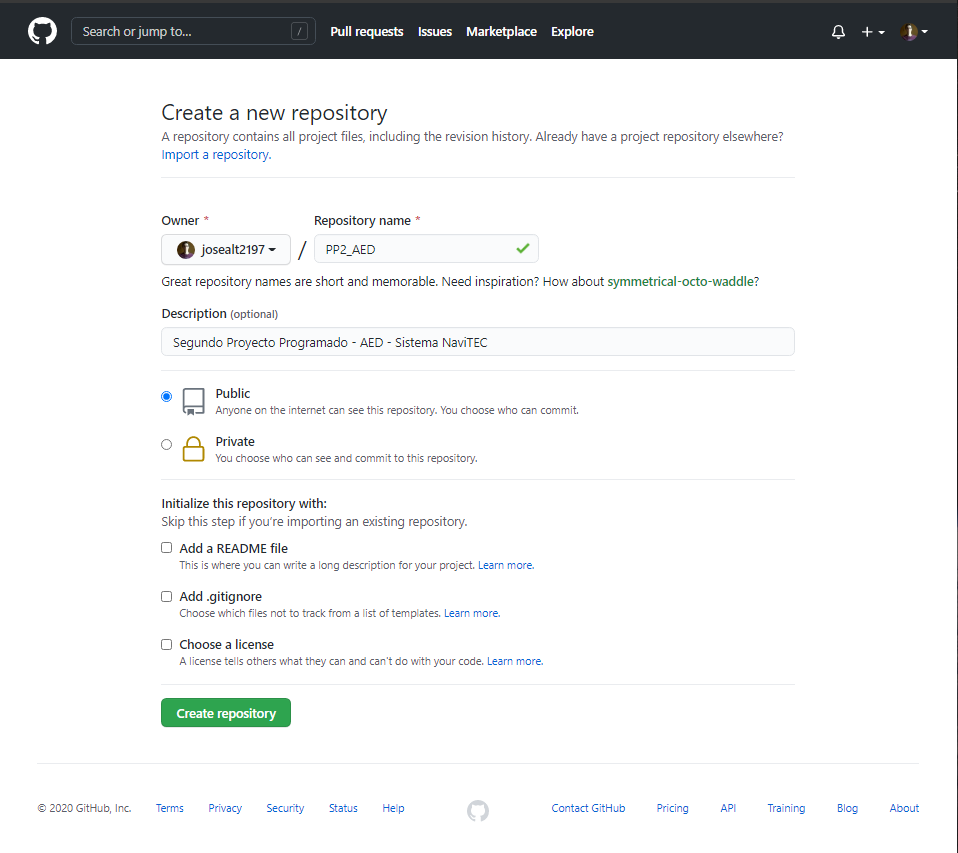 Search or jump to... / Pull requests Issues Marketplace Explore
Create a new repository
A repository contains all project files, including the revision history. Already have a project repository elsewhere?
Import a repository.
Owner * Repository name *
josealt2197 / PP2_AED
Great repository names are short and memorable. Need inspiration? How about symmetrical-octo-waddle?
Description (optional)
Segundo Proyecto Programado - AED - Sistema NaviTEC
Public
Anyone on the internet can see this repository. You choose who can commit.
Private
You choose who can see and commit to this repository.
Initialize this repository with:
Skip this step if you’re importing an existing repository.
Add a README file
This is where you can write a long description for your project. Learn more.
Add .gitignore
Choose which files not to track from a list of templates. Learn more.
Choose a license
A license tells others what they can and can't do with your code. Learn more.
Create repository
© 2020 GitHub, Inc. Terms Privacy Security Status Help Contact GitHub Pricing API Training Blog About